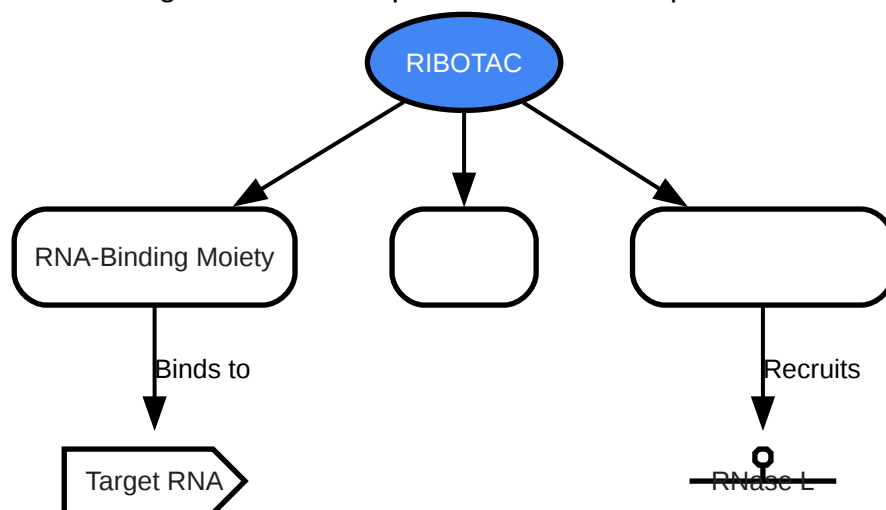 RIBOTAC
RNA-Binding Moiety
Binds to
Recruits
Target RNA
RNase L